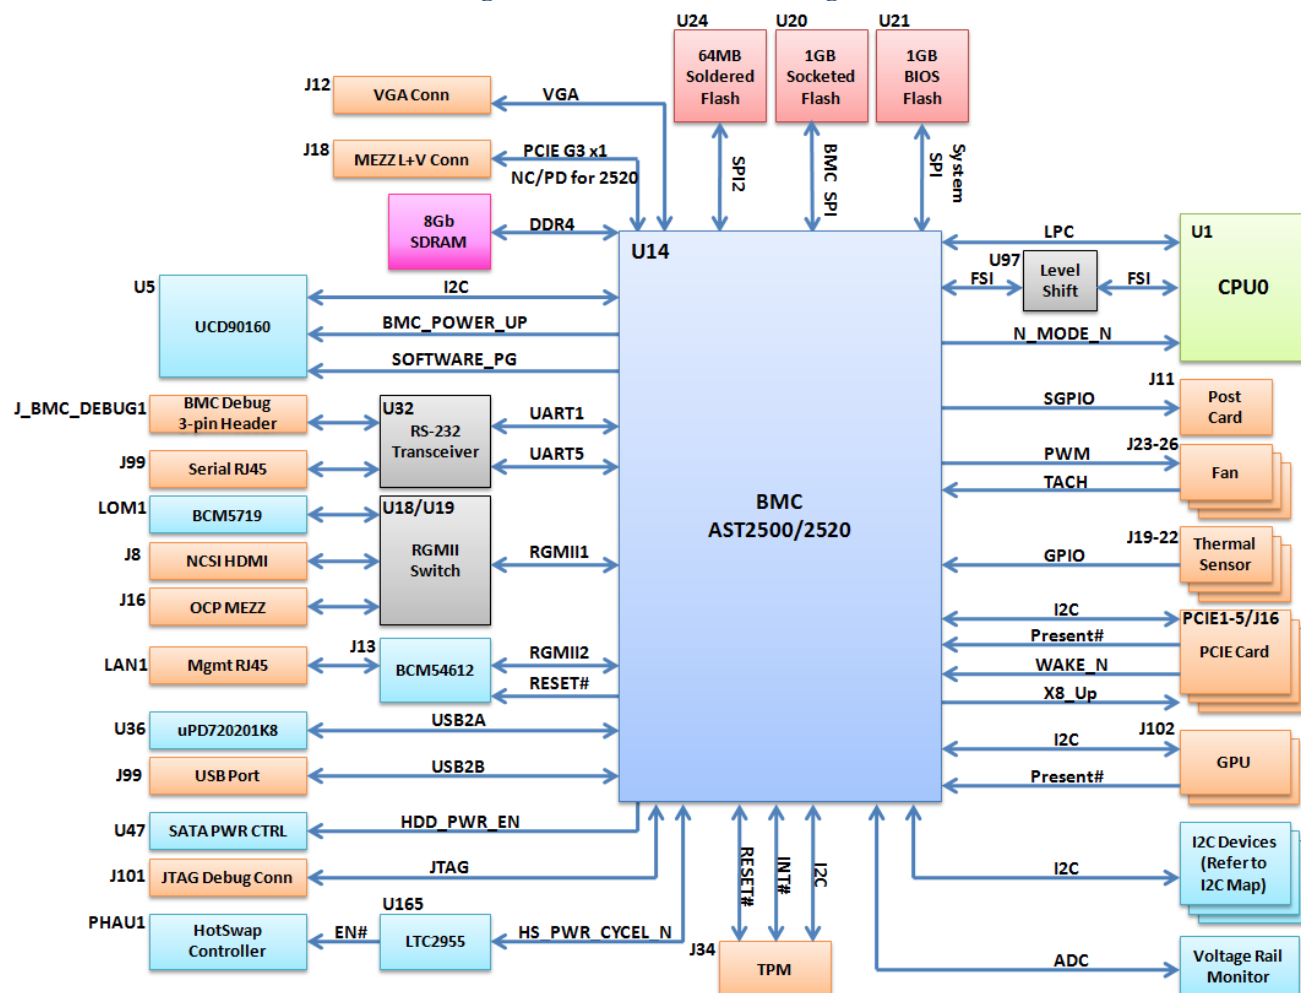 U24
U20
U21
64MB
Soldered
Flash
1GB
Socketed
Flash
1GB
BIOS
Flash
J12
VGA Conn
VGA
J18
MEZZ L+V Conn
PCIE G3 x1
NC/PD for 2520
SPI2
BMC SPI
System
SPI
8Gb
SDRAM
DDR4
U14
BMC
AST2500/2520
LPC
U1
CPU0
U97
Level
Shift
FSI
FSI
N_MODE_N
U5
UCD90160
I2C
BMC_POWER_UP
SOFTWARE_PG
J_BMC_DEBUG1
BMC Debug
3-pin Header
U32
RS-232
Transceiver
UART1
UART5
J99
Serial RJ45
LOM1
BCM5719
U18/U19
RGMII
Switch
RGMII1
J8
NCSI HDMI
J16
OCP MEZZ
LAN1
Mgmt RJ45
J13
BCM54612
RGMII2
RESET#
U36
uPD720201K8
USB2A
J99
USB Port
USB2B
U47
SATA PWR CTRL
HDD_PWR_EN
J101
JTAG Debug Conn
JTAG
PHAU1
HotSwap
Controller
EN#
U165
LTC2955
HS_PWR_CYCEL_N
RESET#
INT#
I2C
J34
TPM
SGPIO
J11
Post
Card
PWM
TACH
J23-26
Fan
GPIO
J19-22
Thermal
Sensor
I2C
Present#
WAKE_N
X8_Up
PCIE1-5/J16
PCIE Card
I2C
Present#
J102
GPU
I2C
I2C Devices
(Refer to
I2C Map)
ADC
Voltage Rail
Monitor